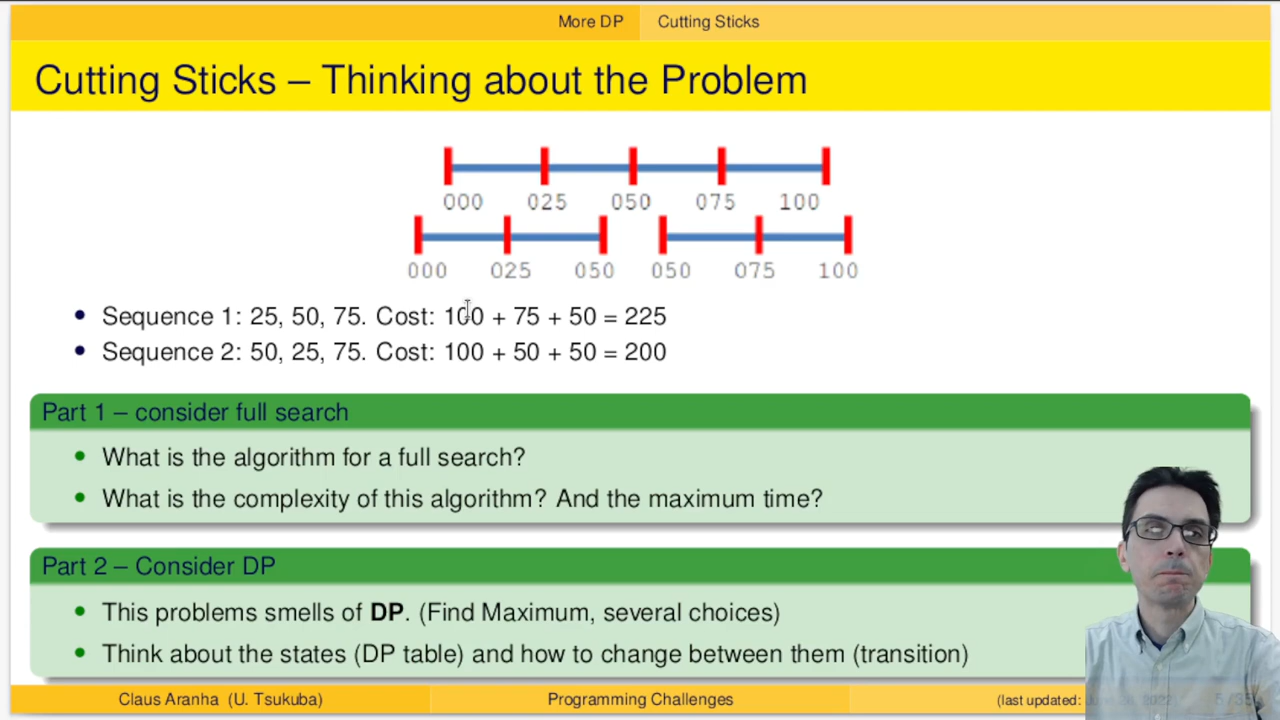 More DP Cutting Sticks
Cutting Sticks – Thinking about the Problem
000 025 050 075 100
000 025 050 050 075 100
• Sequence 1: 25, 50, 75. Cost: 100 + 75 + 50 = 225
• Sequence 2: 50, 25, 75. Cost: 100 + 50 + 50 = 200
Part 1 – consider full search
• What is the algorithm for a full search?
• What is the complexity of this algorithm? And the maximum time?
Part 2 – Consider DP
• This problems smells of DP. (Find Maximum, several choices)
• Think about the states (DP table) and how to change between them (transition)
Claus Aranha (U. Tsukuba) Programming Challenges (last updated: 2022)